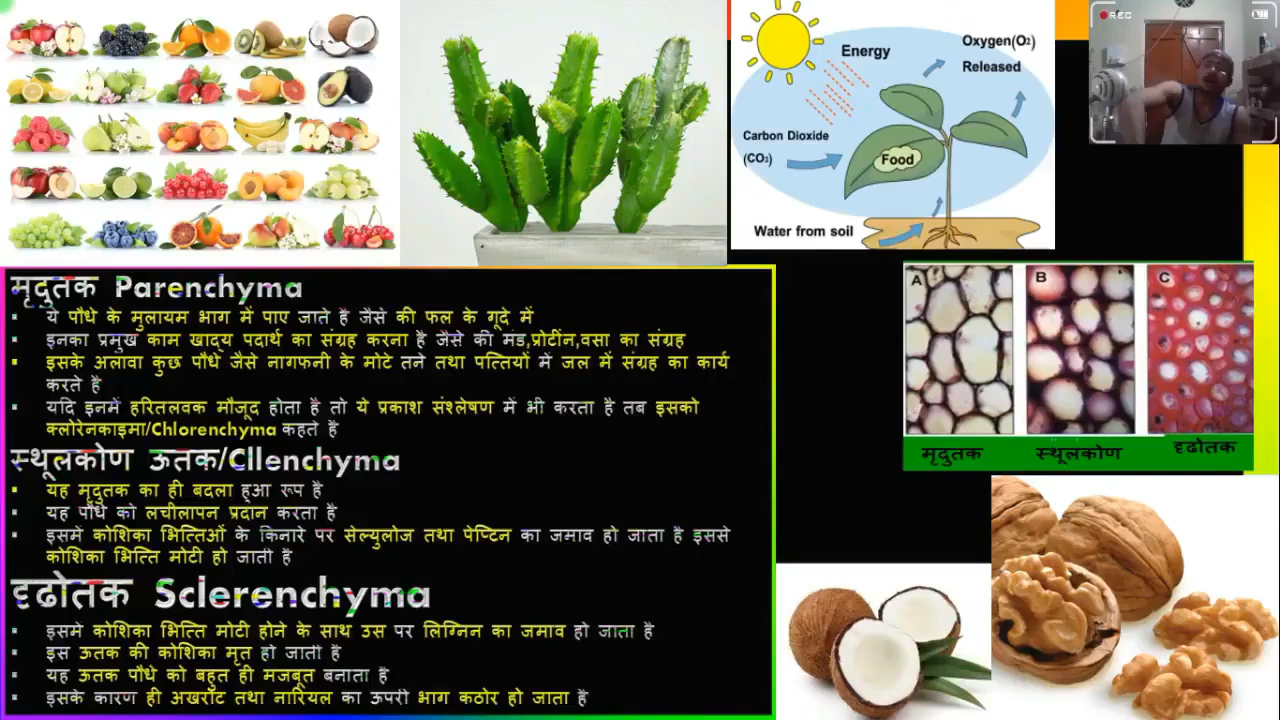 REC
Energy
Oxygen(O₂)
Released
Carbon Dioxide
(CO₂)
Food
Water from soil
मृदुतक Parenchyma
ये पौधे के मुलायम भाग में पाए जाते है जैसे की फल के गूदे में
इनका प्रमुख काम खाद्य पदार्थ का संग्रह करना है जैसे की मंड,प्रोटींन,वसा का संग्रह
इसके अलावा कुछ पौधे जैसे नागफनी के मोटे तने तथा पत्तियों में जल में संग्रह का कार्य
करते है
यदि इनमें हरितलवक मौजूद होता है तो ये प्रकाश संश्लेषण में भी करता है तब इसको
क्लोरेनकाइमा/Chlorenchyma कहते है
स्थूलकोण ऊतक/Cllenchyma
यह मृदुतक का ही बदला हुआ रूप है
यह पौधे को लचीलापन प्रदान करता है
इसमें कोशिका भित्तिओं के किनारे पर सेल्युलोज तथा पेप्टिन का जमाव हो जाता है इससे
कोशिका भित्ति मोटी हो जाती है
दृढोतक Sclerenchyma
इसमें कोशिका भित्ति मोटी होने के साथ उस पर लिग्निन का जमाव हो जाता है
इस ऊतक की कोशिका मृत हो जाती है
यह ऊतक पौधे को बहुत ही मजबूत बनाता है
इसके कारण ही अखरोट तथा नारियल का ऊपरी भाग कठोर हो जाता है
A B C
मृदुतक स्थूलकोण दृढोतक